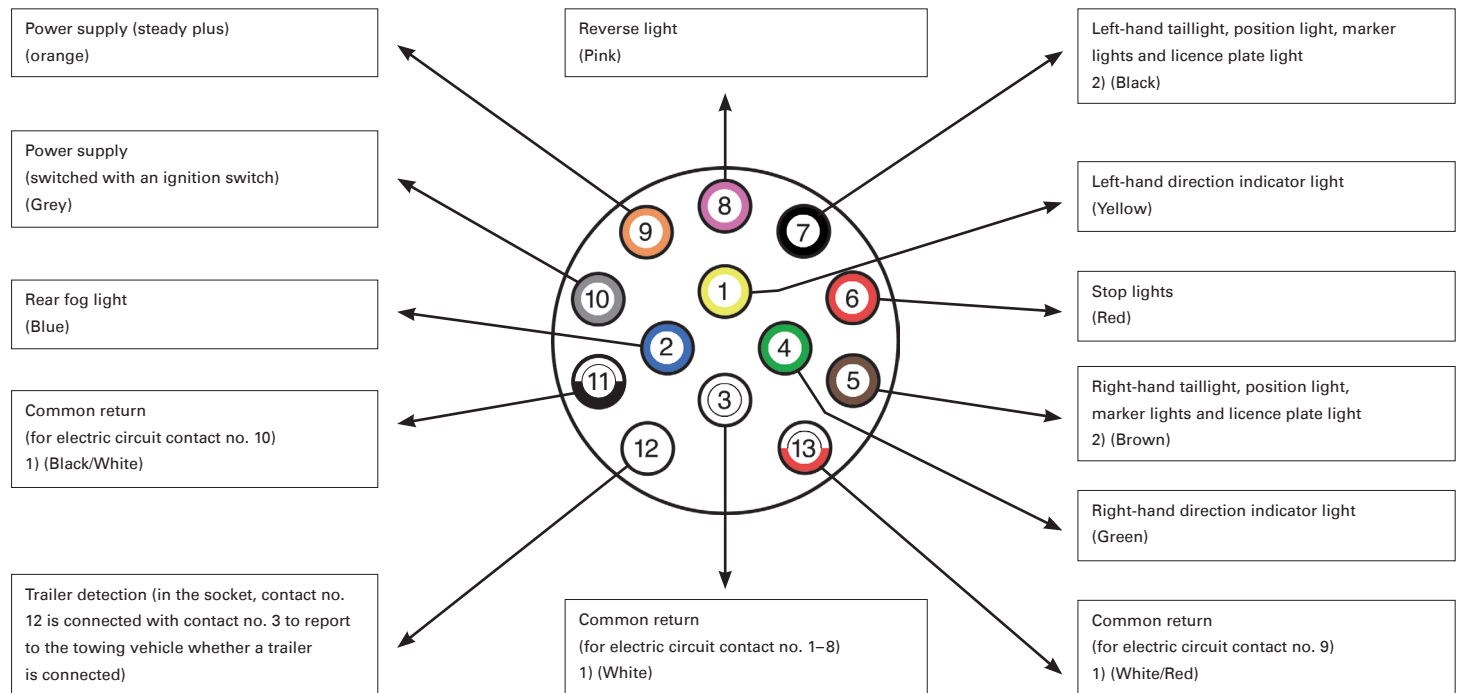 Power supply (steady plus)
(orange)
Reverse light
(Pink)
Left-hand taillight, position light, marker
lights and licence plate light
2) (Black)
Power supply
(switched with an ignition switch)
(Grey)
Left-hand direction indicator light
(Yellow)
Rear fog light
(Blue)
Stop lights
(Red)
Common return
(for electric circuit contact no. 10)
1) (Black/White)
Right-hand taillight, position light,
marker lights and licence plate light
2) (Brown)
Right-hand direction indicator light
(Green)
Trailer detection (in the socket, contact no.
12 is connected with contact no. 3 to report
to the towing vehicle whether a trailer
is connected)
Common return
(for electric circuit contact no. 1–8)
1) (White)
Common return
(for electric circuit contact no. 9)
1) (White/Red)
8
9
7
1
10
6
2
4
11
5
3
12
13